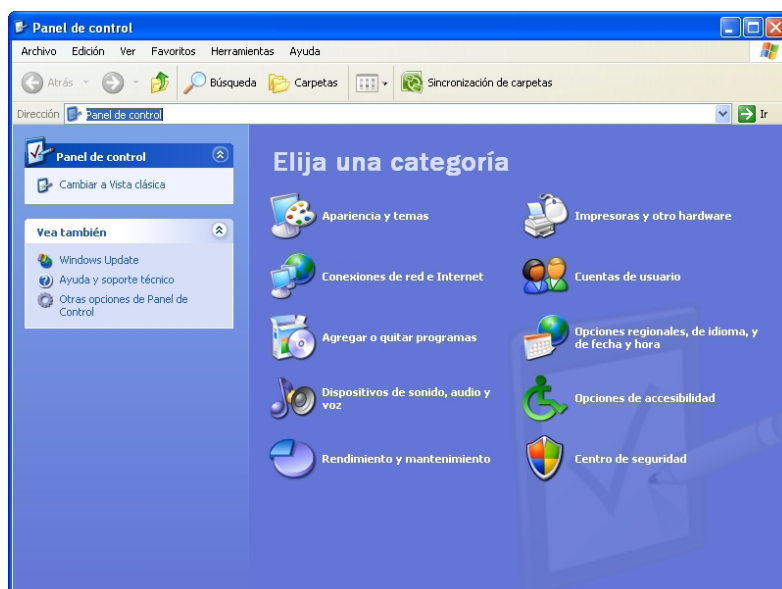 Panel de control
Archivo Edición Ver Favoritos Herramientas Ayuda
Atrás Búsqueda Carpetas Sincronización de carpetas
Dirección Panel de control Ir
Panel de control
Cambiar a Vista clásica
Vea también
Windows Update
Ayuda y soporte técnico
Otras opciones de Panel de
Control
Elija una categoría
Apariencia y temas
Impresoras y otro hardware
Conexiones de red e Internet
Cuentas de usuario
Agregar o quitar programas
Opciones regionales, de idioma, y
de fecha y hora
Dispositivos de sonido, audio y
voz
Opciones de accesibilidad
Rendimiento y mantenimiento
Centro de seguridad